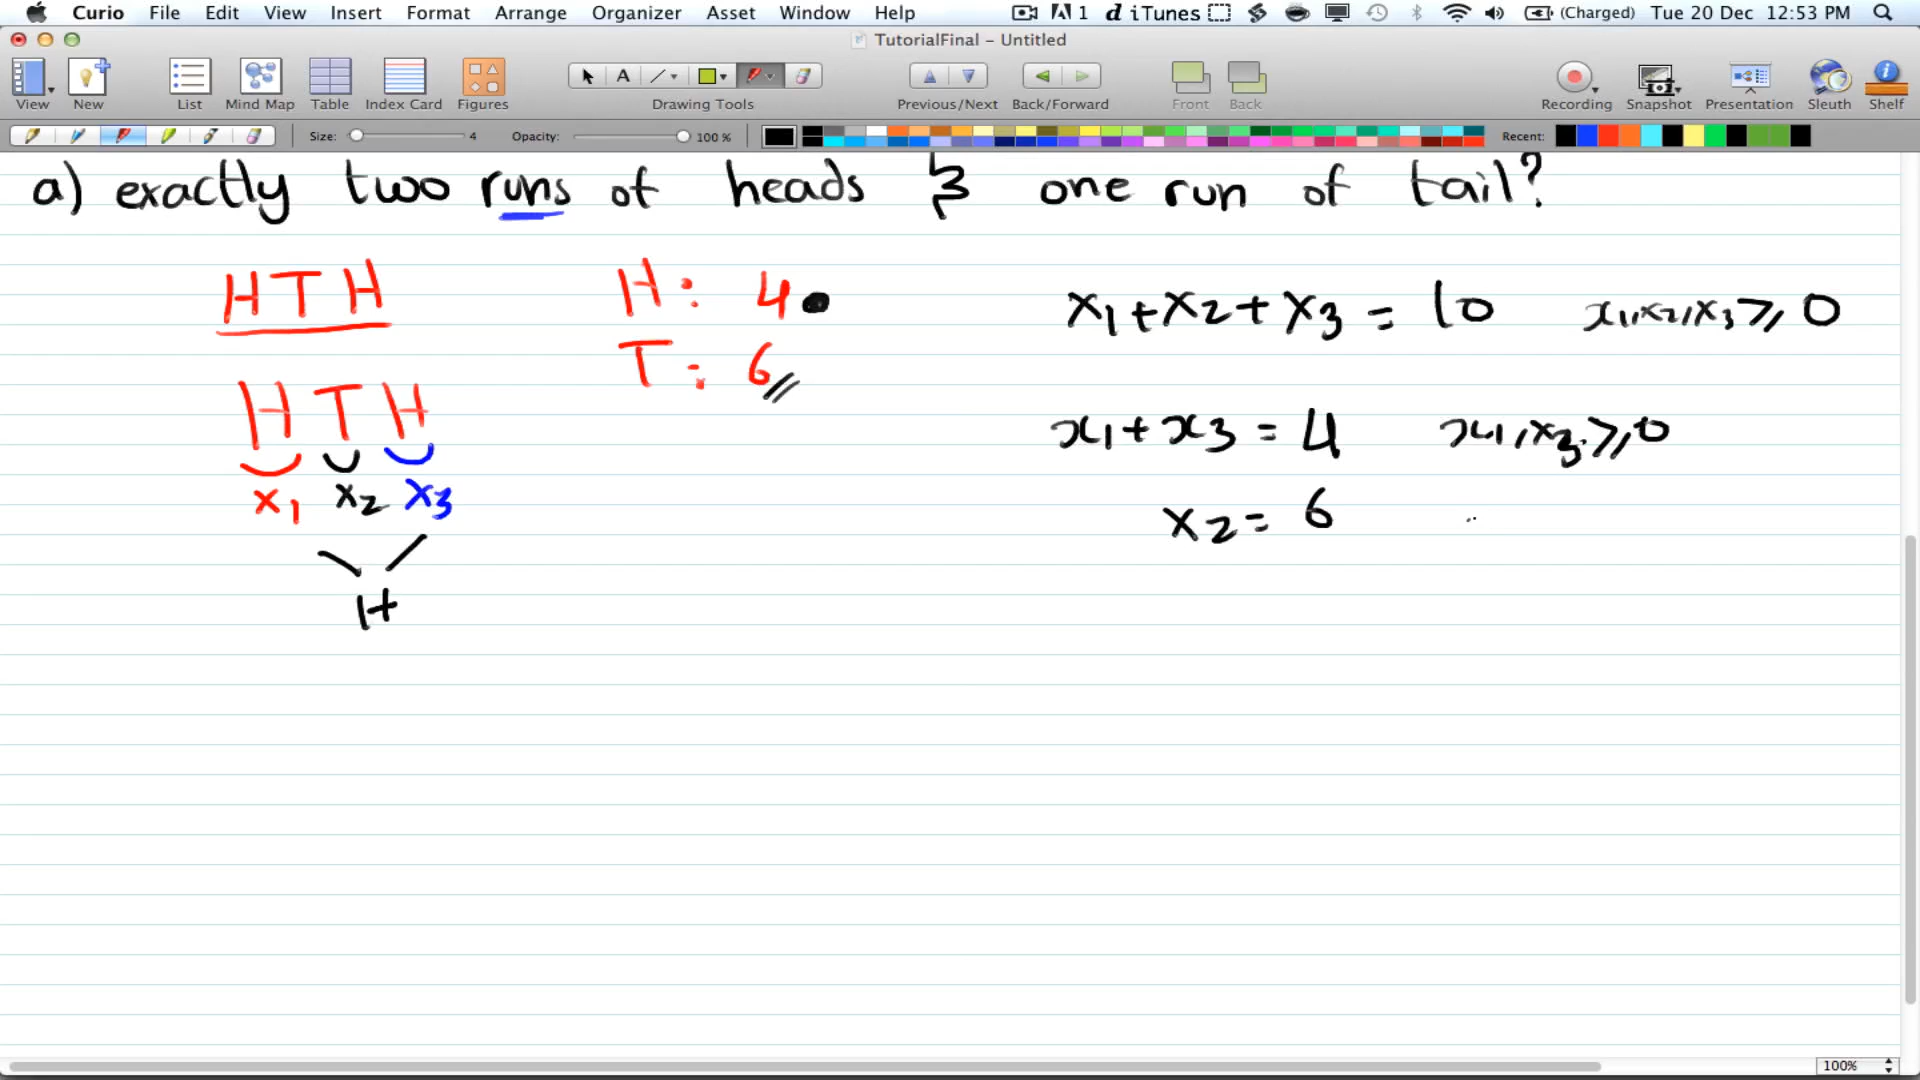 Curio File Edit View Insert Format Arrange Organizer Asset Window Help 1 iTunes (Charged) Tue 20 Dec 12:53 PM
TutorialFinal – Untitled
View New List Mind Map Table Index Card Figures Drawing Tools Previous/Next Back/Forward Front Back Recording Snapshot Presentation Sleuth Shelf
Size: 4 Opacity: 100 % Recent:
a) exactly two runs of heads & one run of tail?
H T H
H: 4
T: 6
H T H
x1 x2 x3
H
x1+x2+x3 = 10 x1,x2,x3 ⩾ 0
x1+x3 = 4 x1,x3 ⩾ 0
x2 = 6
100%